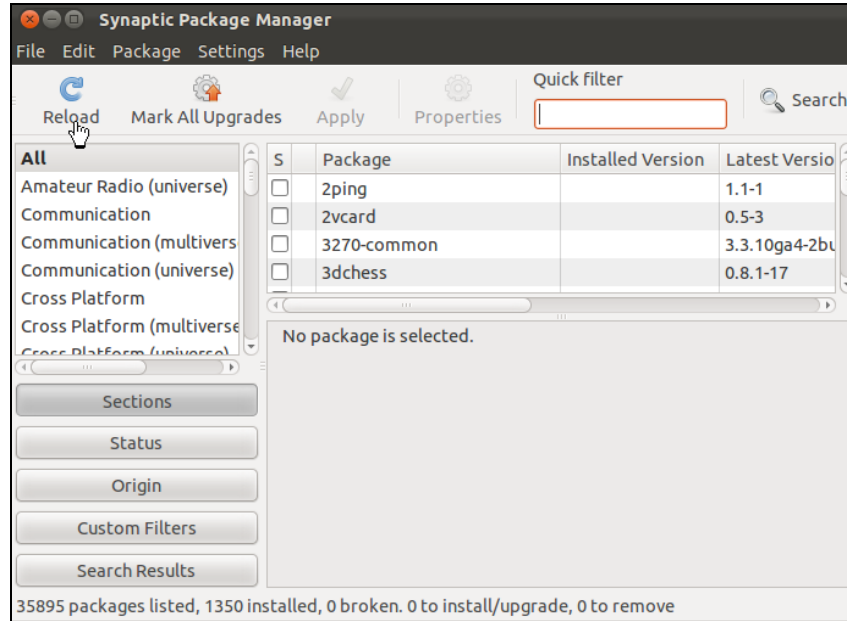 Synaptic Package Manager
File Edit Package Settings Help
Reload Mark All Upgrades Apply Properties Quick filter Search
All
Amateur Radio (universe)
Communication
Communication (multivers
Communication (universe)
Cross Platform
Cross Platform (multiverse
Cross Platform (universe)
S Package Installed Version Latest Versio
2ping 1.1-1
2vcard 0.5-3
3270-common 3.3.10ga4-2bu
3dchess 0.8.1-17
No package is selected.
Sections
Status
Origin
Custom Filters
Search Results
35895 packages listed, 1350 installed, 0 broken. 0 to install/upgrade, 0 to remove